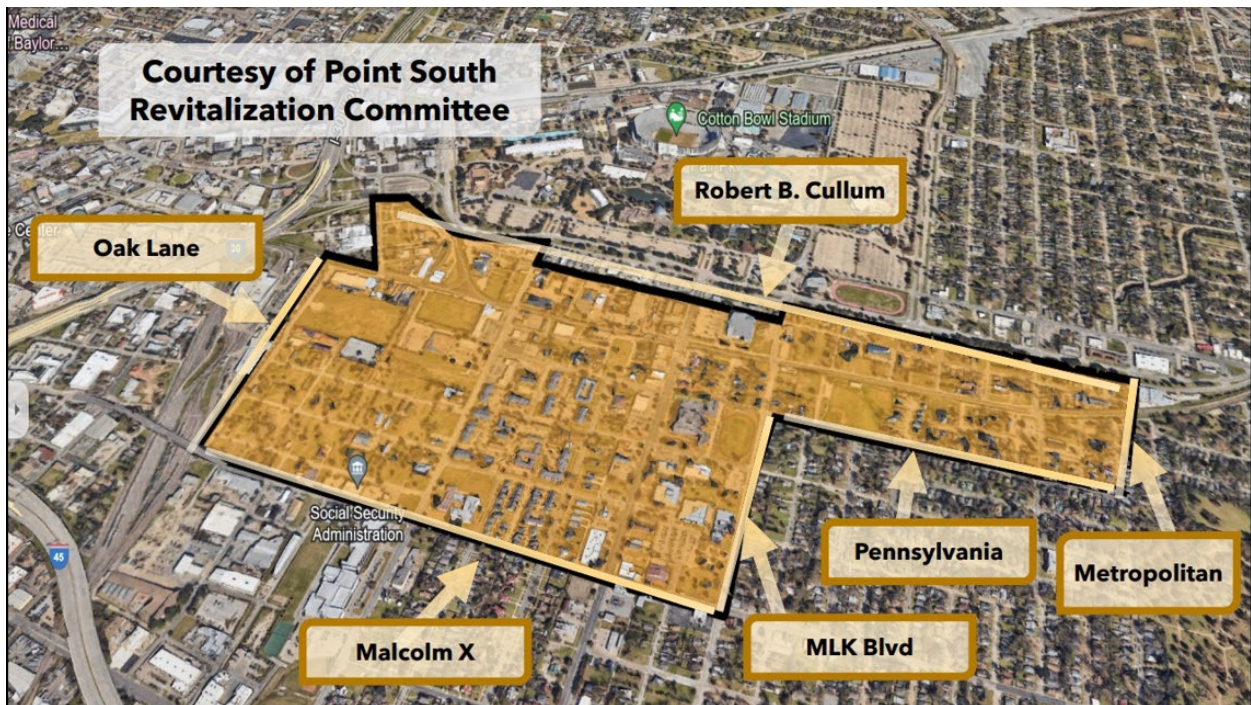 Medical
Baylor...
Courtesy of Point South
Revitalization Committee
Cotton Bowl Stadium
Robert B. Cullum
Oak Lane
30
Social Security
Administration
45
Pennsylvania
Metropolitan
Malcolm X
MLK Blvd